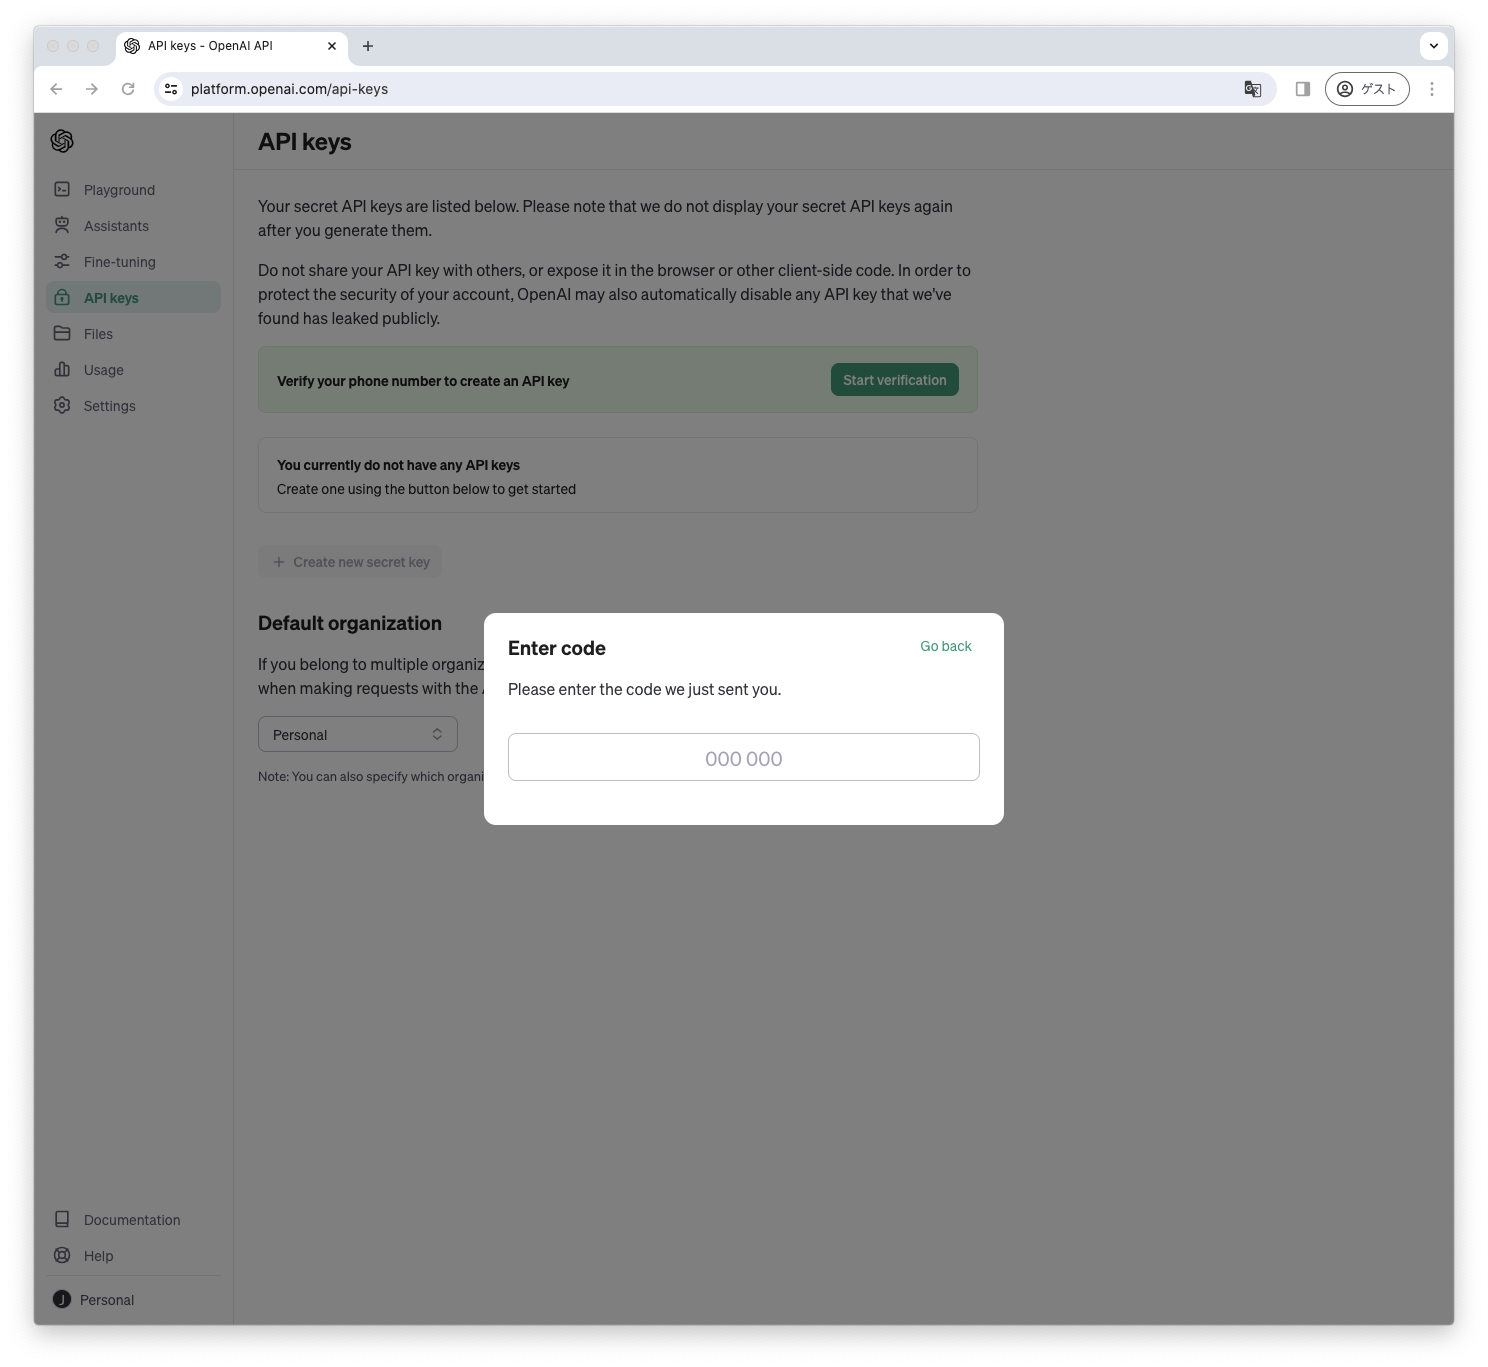 API keys - OpenAI API
platform.openai.com/api-keys
ゲスト
API keys
Playground
Assistants
Fine-tuning
API keys
Files
Usage
Settings
Your secret API keys are listed below. Please note that we do not display your secret API keys again
after you generate them.
Do not share your API key with others, or expose it in the browser or other client-side code. In order to
protect the security of your account, OpenAI may also automatically disable any API key that we've
found has leaked publicly.
Verify your phone number to create an API key
Start verification
You currently do not have any API keys
Create one using the button below to get started
+ Create new secret key
Default organization
If you belong to multiple organiz
when making requests with the
Personal
Note: You can also specify which organi
Enter code
Go back
Please enter the code we just sent you.
000 000
Documentation
Help
J
Personal